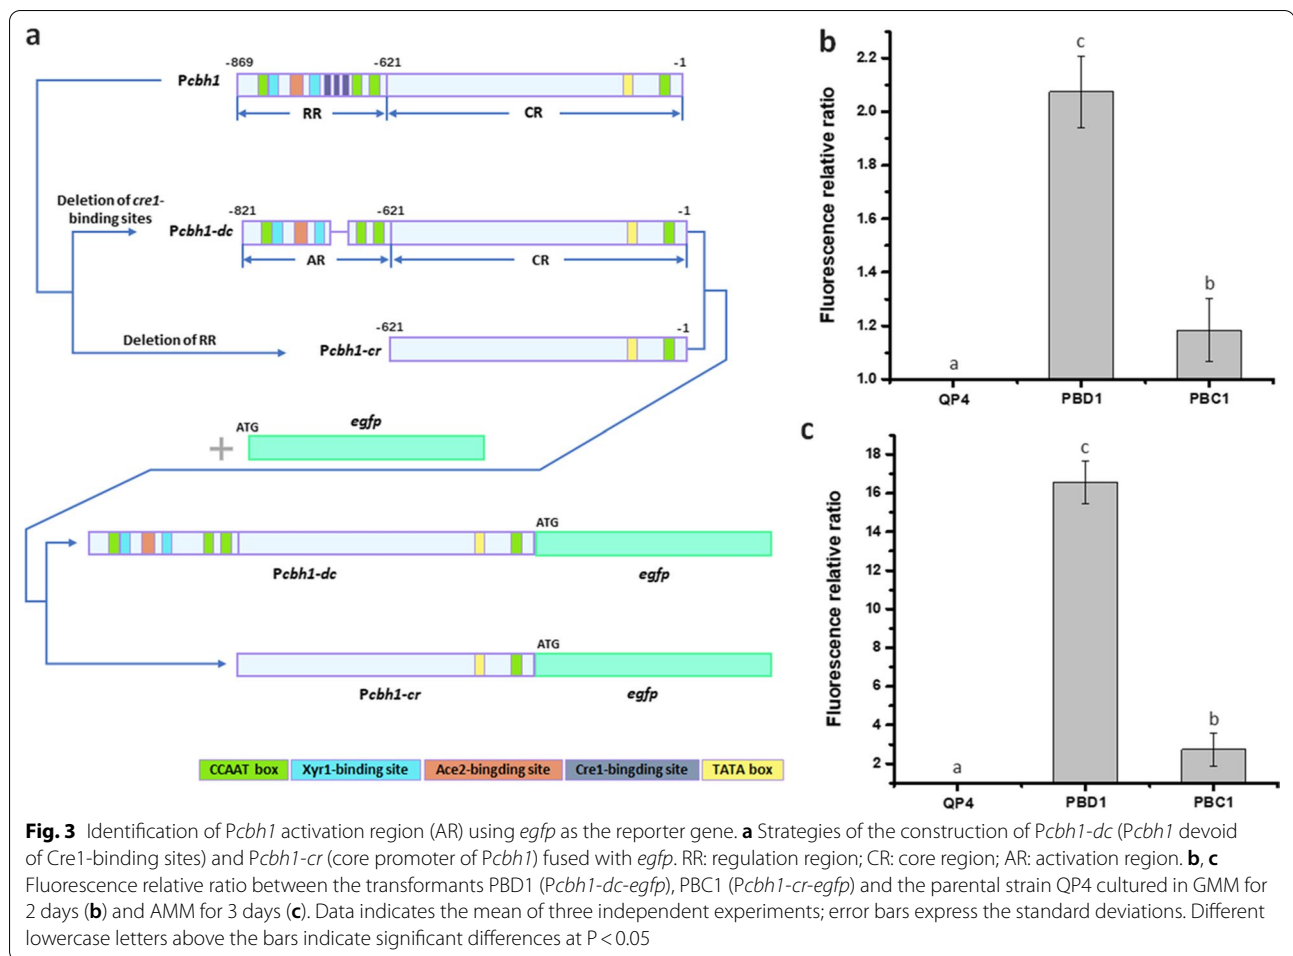 a
-869
-621
-1
Pcbh1
RR
CR
Deletion of cre1-
binding sites
-821
-621
-1
Pcbh1-dc
AR
CR
Deletion of RR
-621
-1
Pcbh1-cr
+
ATG
egfp
ATG
Pcbh1-dc
egfp
ATG
Pcbh1-cr
egfp
CCAAT box
Xyr1-binding site
Ace2-bingding site
Cre1-bingding site
TATA box
b
Fluorescence relative ratio
2.2
2.0
1.8
1.6
1.4
1.2
1.0
a
c
b
QP4
PBD1
PBC1
c
Fluorescence relative ratio
18
16
14
12
10
8
6
4
2
a
c
b
QP4
PBD1
PBC1
Fig. 3 Identification of Pcbh1 activation region (AR) using egfp as the reporter gene. a Strategies of the construction of Pcbh1-dc (Pcbh1 devoid
of Cre1-binding sites) and Pcbh1-cr (core promoter of Pcbh1) fused with egfp. RR: regulation region; CR: core region; AR: activation region. b, c
Fluorescence relative ratio between the transformants PBD1 (Pcbh1-dc-egfp), PBC1 (Pcbh1-cr-egfp) and the parental strain QP4 cultured in GMM for
2 days (b) and AMM for 3 days (c). Data indicates the mean of three independent experiments; error bars express the standard deviations. Different
lowercase letters above the bars indicate significant differences at P < 0.05